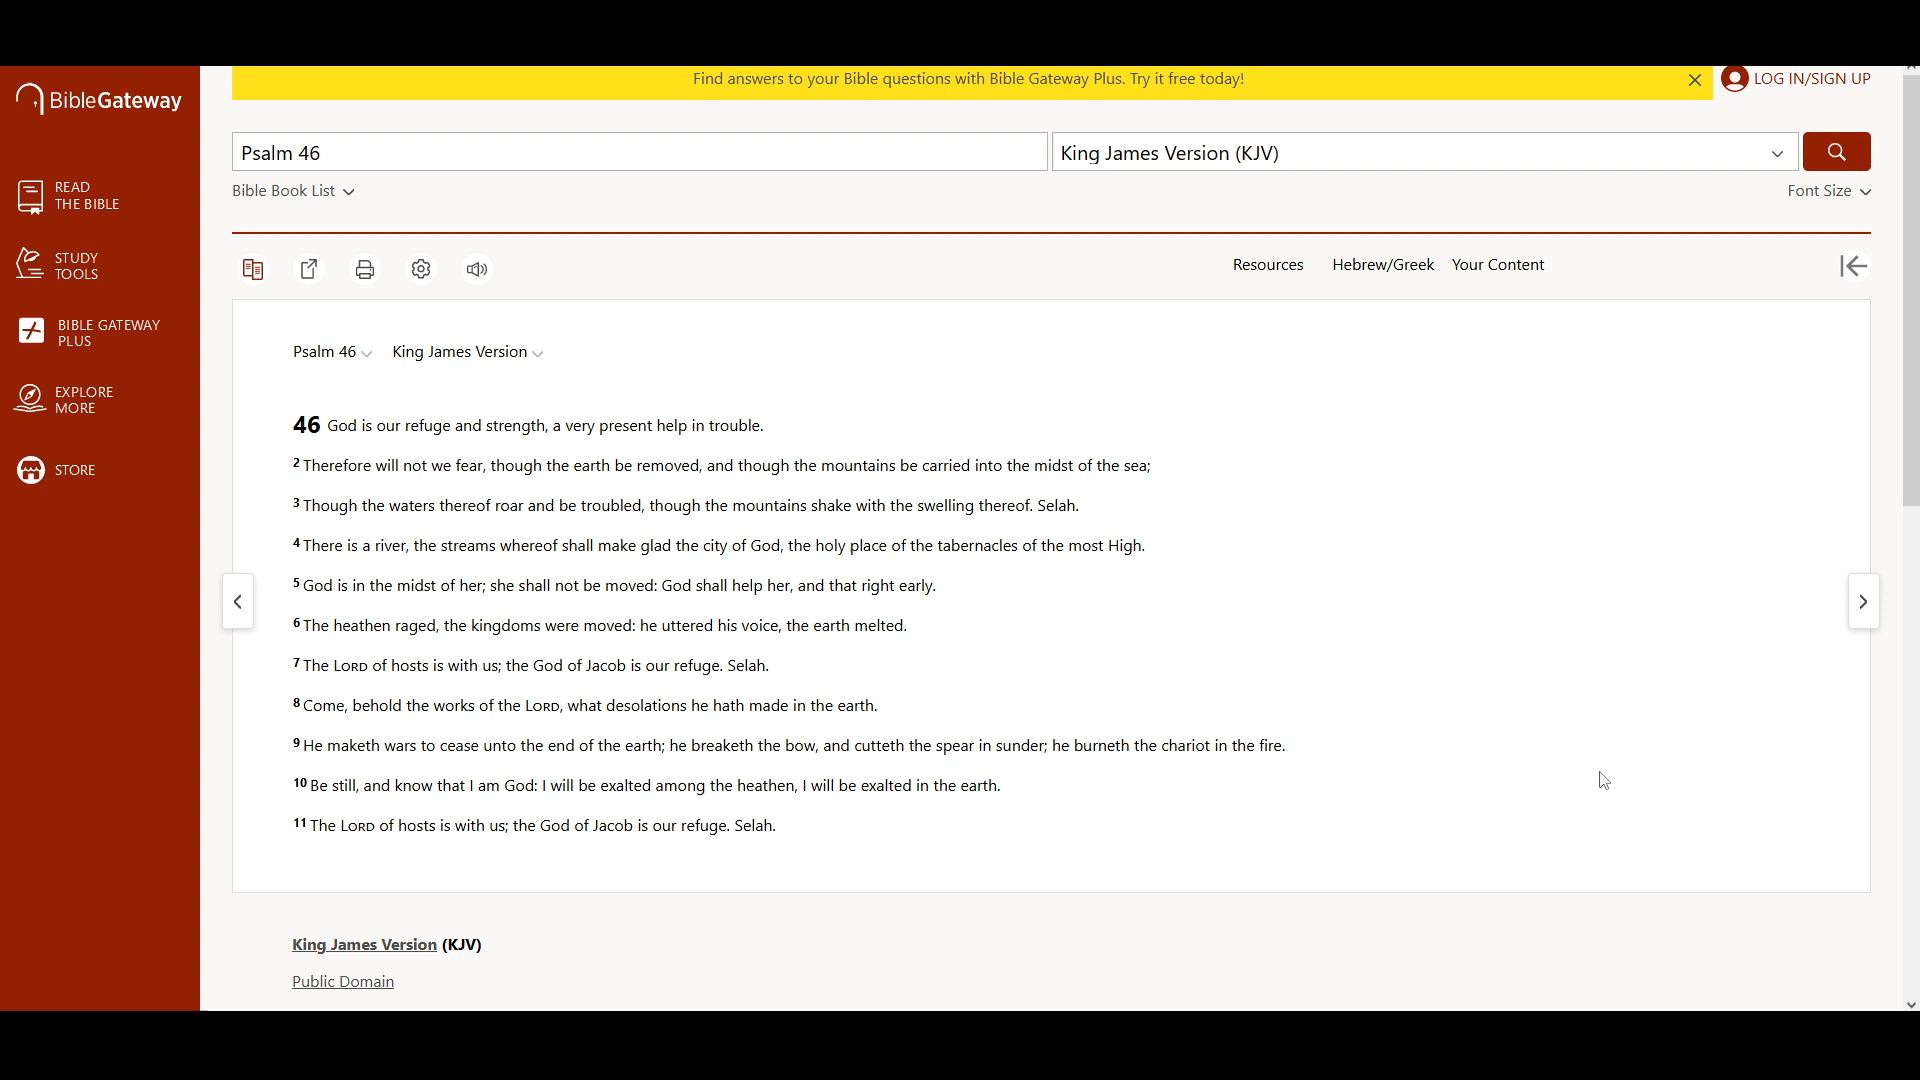 Find answers to your Bible questions with Bible Gateway Plus. Try it free today!
LOG IN/SIGN UP
BibleGateway
Psalm 46
King James Version (KJV)
Bible Book List
Font Size
READ
THE BIBLE
STUDY
TOOLS
BIBLE GATEWAY
PLUS
EXPLORE
MORE
STORE
Resources
Hebrew/Greek
Your Content
Psalm 46
King James Version
46 God is our refuge and strength, a very present help in trouble.
2 Therefore will not we fear, though the earth be removed, and though the mountains be carried into the midst of the sea;
3 Though the waters thereof roar and be troubled, though the mountains shake with the swelling thereof. Selah.
4 There is a river, the streams whereof shall make glad the city of God, the holy place of the tabernacles of the most High.
5 God is in the midst of her; she shall not be moved: God shall help her, and that right early.
6 The heathen raged, the kingdoms were moved: he uttered his voice, the earth melted.
7 The LORD of hosts is with us; the God of Jacob is our refuge. Selah.
8 Come, behold the works of the LORD, what desolations he hath made in the earth.
9 He maketh wars to cease unto the end of the earth; he breaketh the bow, and cutteth the spear in sunder; he burneth the chariot in the fire.
10 Be still, and know that I am God: I will be exalted among the heathen, I will be exalted in the earth.
11 The LORD of hosts is with us; the God of Jacob is our refuge. Selah.
King James Version (KJV)
Public Domain